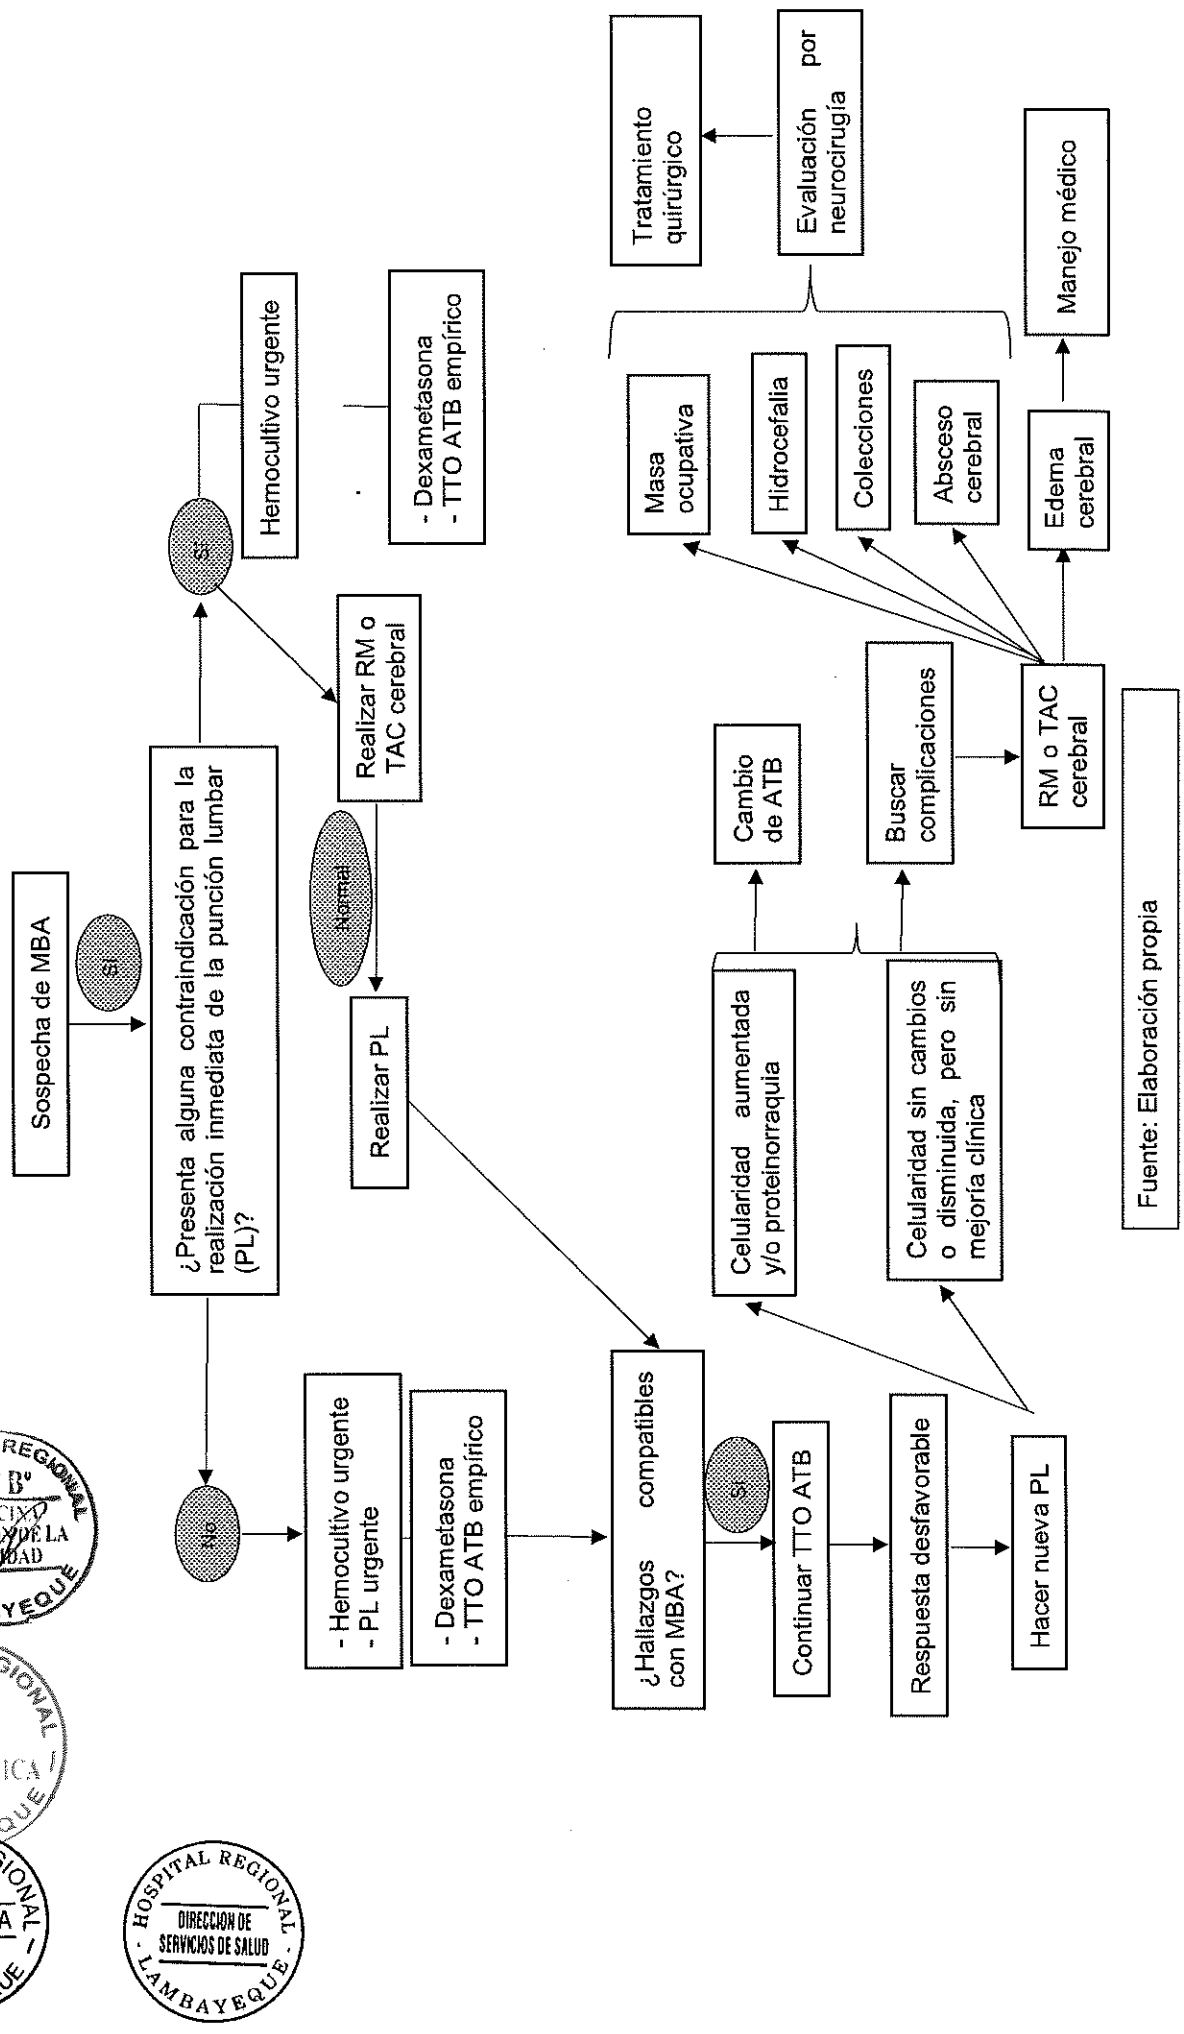 Sospecha de MBA
SI
¿Presenta alguna contraindicación para la
realización inmediata de la punción lumbar
(PL)?
No
SI
- Hemocultivo urgente
- PL urgente
- Dexametasona
- TTO ATB empírico
Realizar PL
Normal
Realizar RM o
TAC cerebral
Hemocultivo urgente
- Dexametasona
- TTO ATB empírico
¿Hallazgos compatibles
con MBA?
SI
Continuar TTO ATB
Respuesta desfavorable
Hacer nueva PL
Celularidad aumentada
y/o proteinorraquia
Celularidad sin cambios
o disminuida, pero sin
mejoría clínica
Cambio
de ATB
Buscar
complicaciones
RM o TAC
cerebral
Masa
ocupativa
Hidrocefalia
Colecciones
Absceso
cerebral
Edema
cerebral
Manejo médico
Evaluación por
neurocirugía
Tratamiento
quirúrgico
Fuente: Elaboración propia
HOSPITAL REGIONAL
DIRECCION DE
SERVICIOS DE SALUD
- LAMBAYEQUE -
REGIONAL
Bº
DE LA